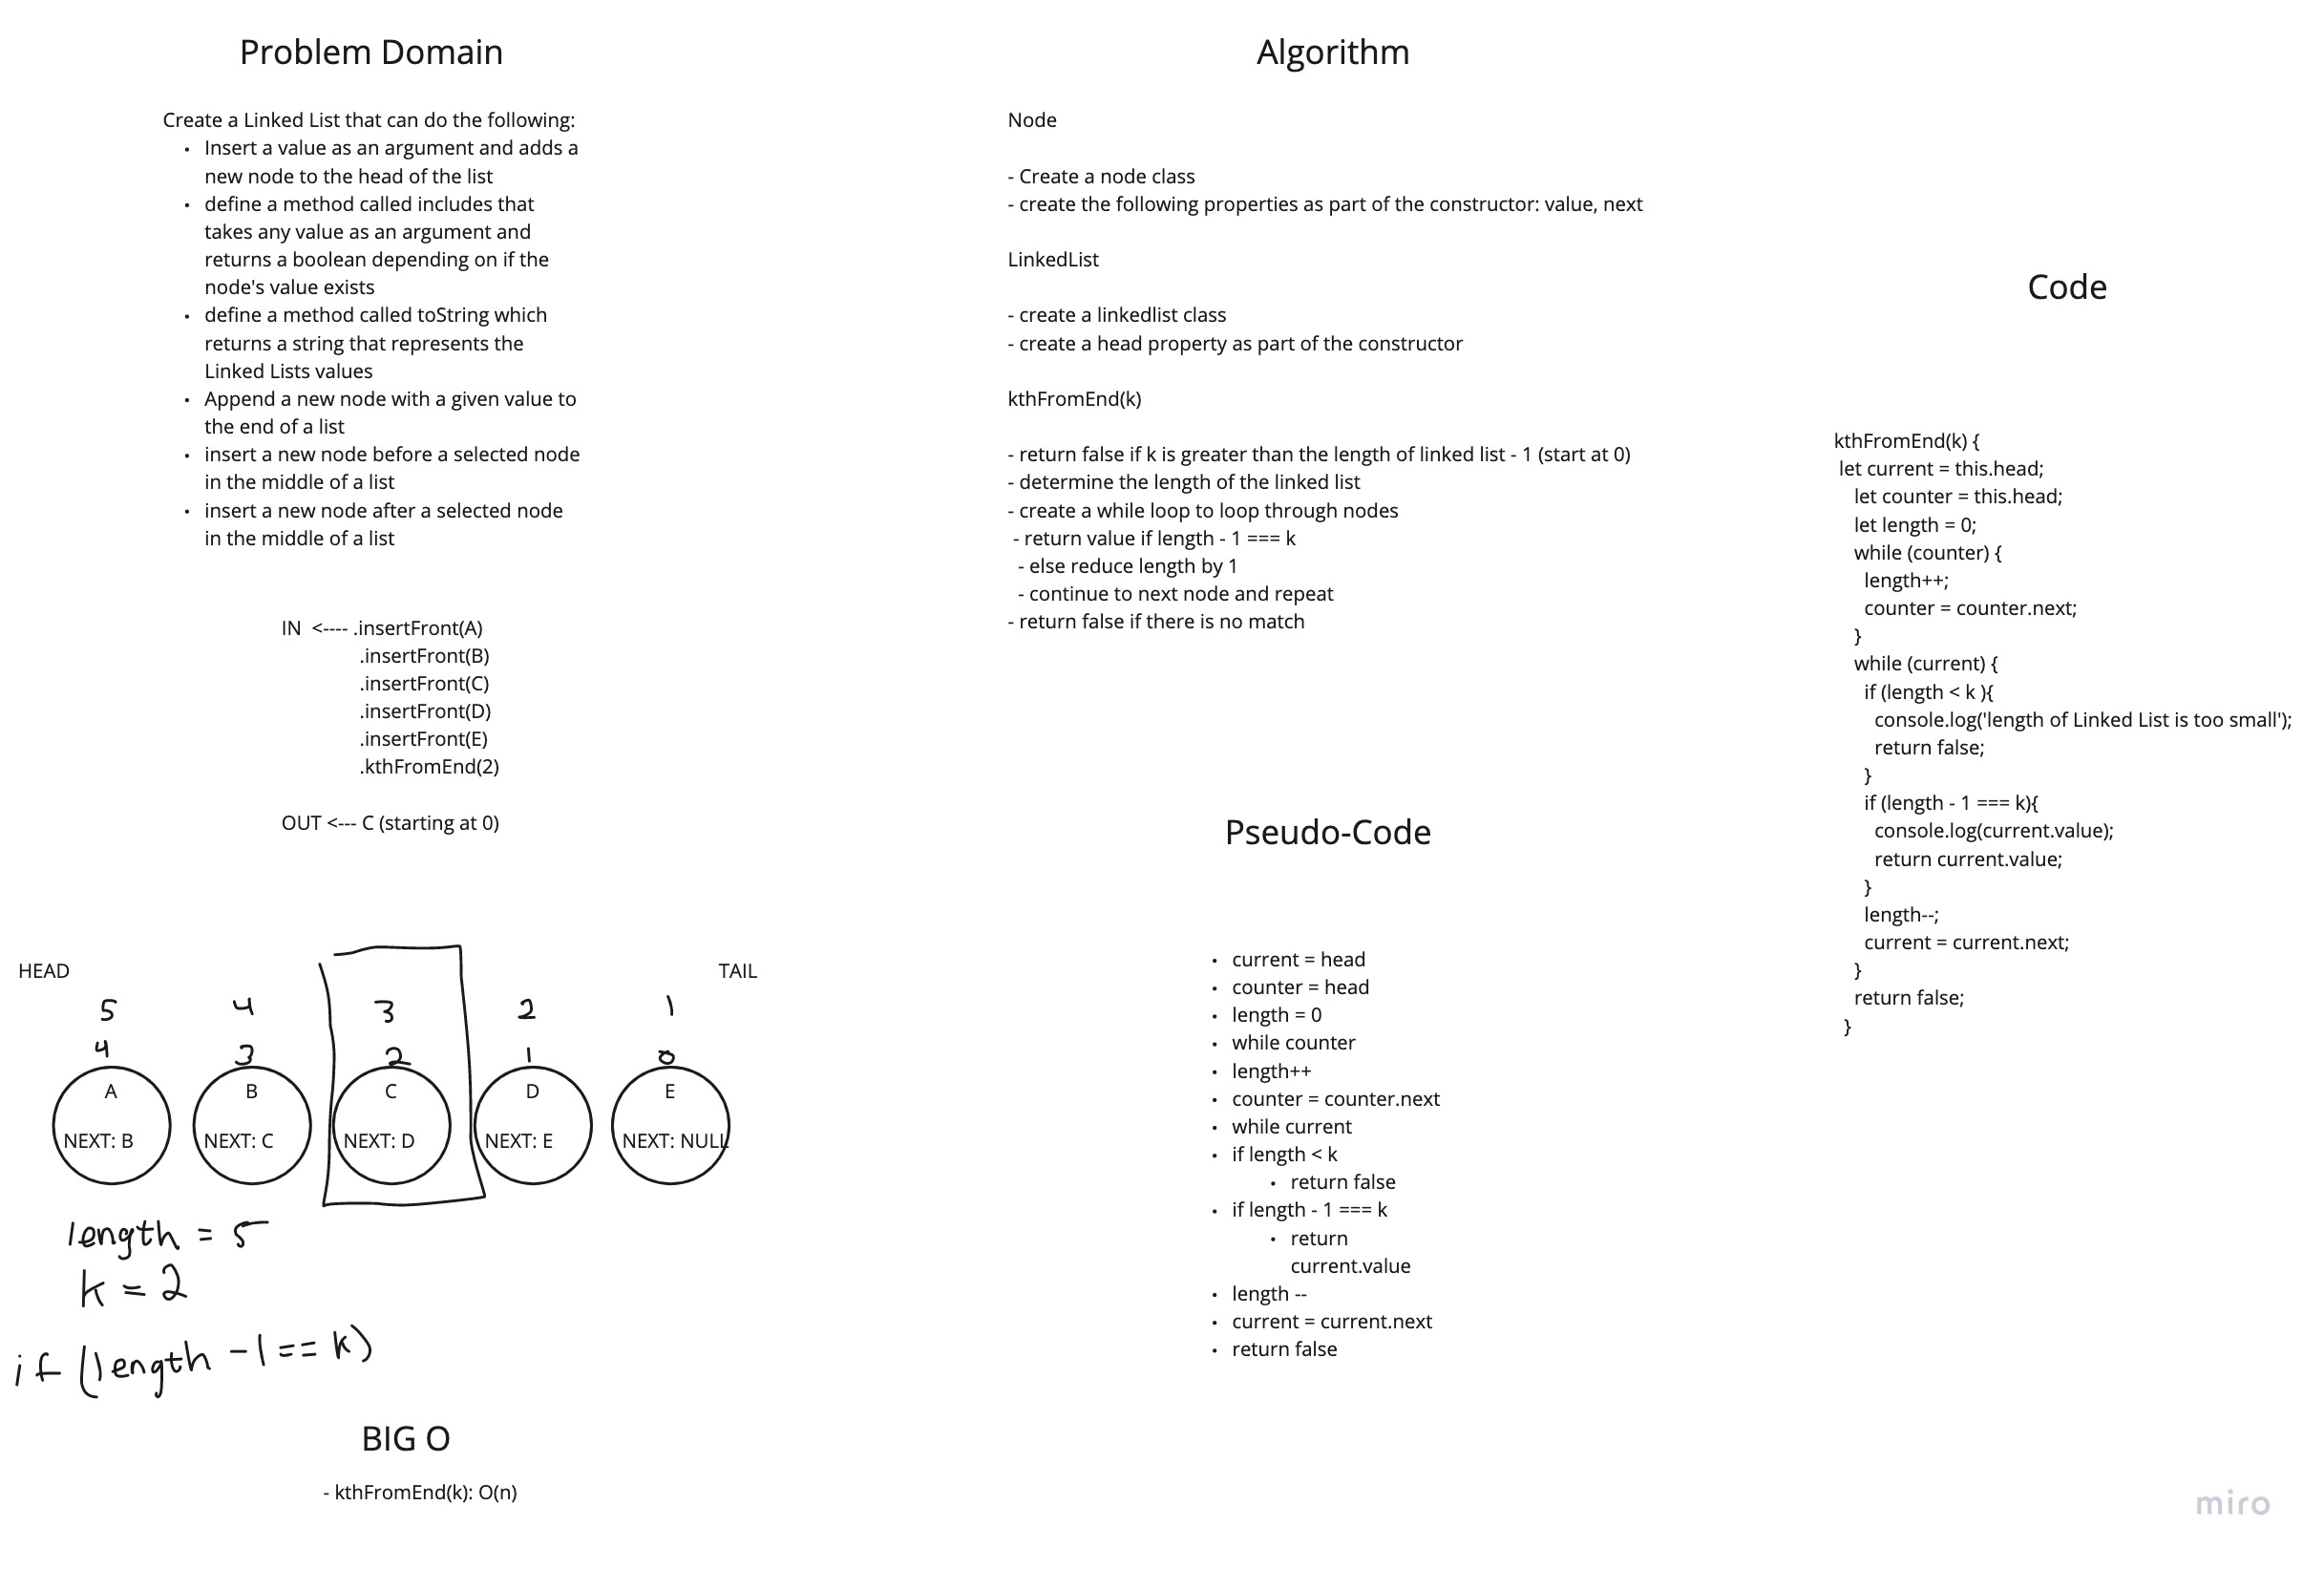 Problem Domain
Create a Linked List that can do the following:
• Insert a value as an argument and adds a
new node to the head of the list
• define a method called includes that
takes any value as an argument and
returns a boolean depending on if the
node's value exists
• define a method called toString which
returns a string that represents the
Linked Lists values
• Append a new node with a given value to
the end of a list
• insert a new node before a selected node
in the middle of a list
• insert a new node after a selected node
in the middle of a list
IN <---- .insertFront(A)
.insertFront(B)
.insertFront(C)
.insertFront(D)
.insertFront(E)
.kthFromEnd(2)
OUT <--- C (starting at 0)
HEAD
TAIL
5 4 3 2 1
4 3 2 1 0
A B C D E
NEXT: B NEXT: C NEXT: D NEXT: E NEXT: NULL
length = 5
k = 2
if (length - 1 == k)
BIG O
- kthFromEnd(k): O(n)
Algorithm
Node
- Create a node class
- create the following properties as part of the constructor: value, next
LinkedList
- create a linkedlist class
- create a head property as part of the constructor
kthFromEnd(k)
- return false if k is greater than the length of linked list - 1 (start at 0)
- determine the length of the linked list
- create a while loop to loop through nodes
- return value if length - 1 === k
- else reduce length by 1
- continue to next node and repeat
- return false if there is no match
Pseudo-Code
• current = head
• counter = head
• length = 0
• while counter
• length++
• counter = counter.next
• while current
• if length < k
• return false
• if length - 1 === k
• return
current.value
• length --
• current = current.next
• return false
Code
kthFromEnd(k) {
let current = this.head;
let counter = this.head;
let length = 0;
while (counter) {
length++;
counter = counter.next;
}
while (current) {
if (length < k ){
console.log('length of Linked List is too small');
return false;
}
if (length - 1 === k){
console.log(current.value);
return current.value;
}
length--;
current = current.next;
}
return false;
}
miro